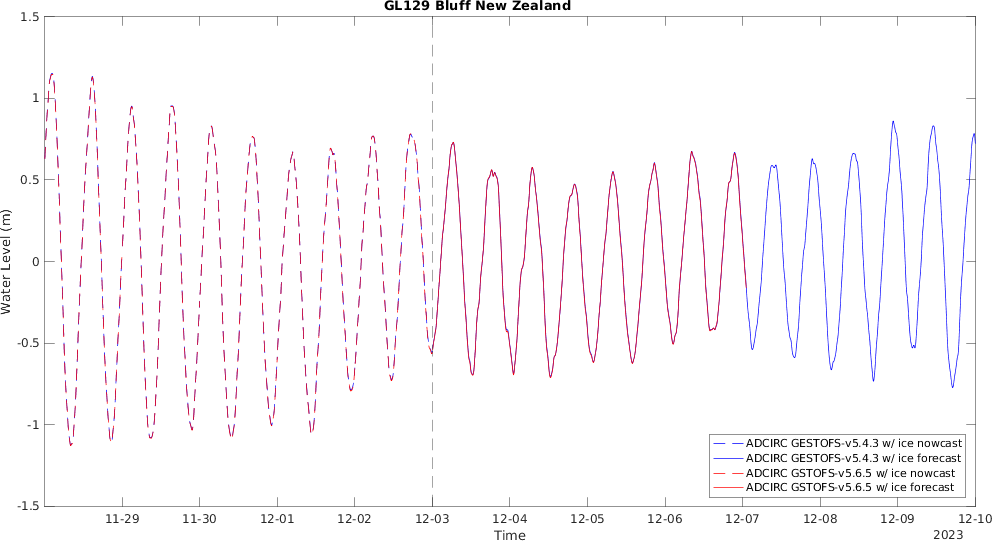 GL129 Bluff New Zealand
1.5
1
0.5
0
-0.5
-1
-1.5
Water Level (m)
11-29 11-30 12-01 12-02 12-03 12-04 12-05 12-06 12-07 12-08 12-09 12-10
Time
2023
ADCIRC GESTOFS-v5.4.3 w/ ice nowcast
ADCIRC GESTOFS-v5.4.3 w/ ice forecast
ADCIRC GSTOFS-v5.6.5 w/ ice nowcast
ADCIRC GSTOFS-v5.6.5 w/ ice forecast